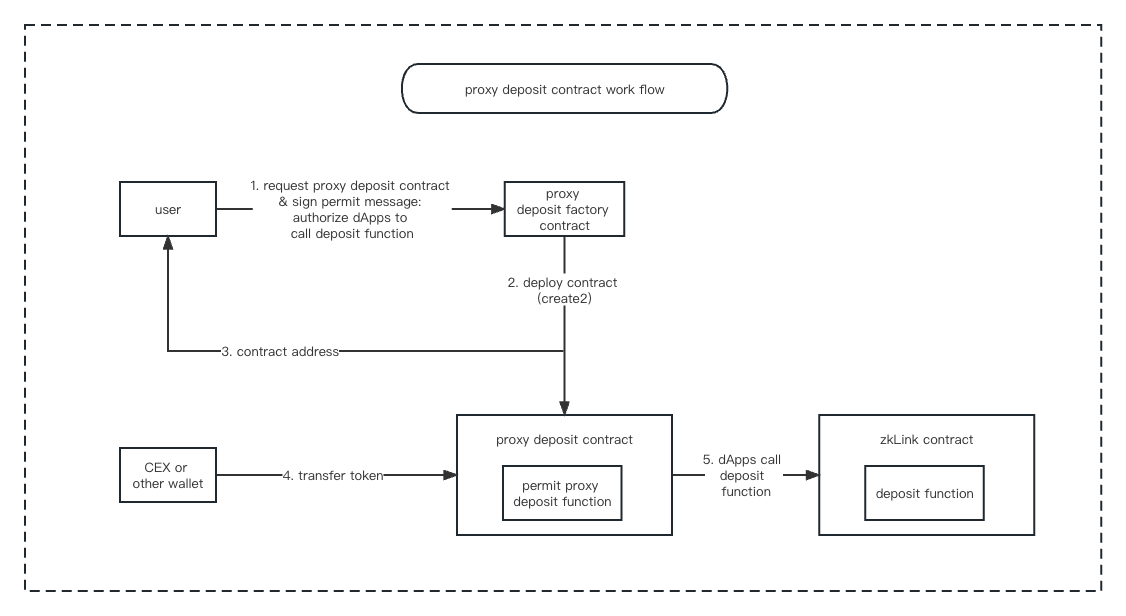 proxy deposit contract work flow
user
1. request proxy deposit contract
& sign permit message:
authorize dApps to
call deposit function
proxy
deposit factory
contract
2. deploy contract
(create2)
3. contract address
CEX or
other wallet
4. transfer token
proxy deposit contract
permit proxy
deposit function
5. dApps call
deposit
function
zkLink contract
deposit function